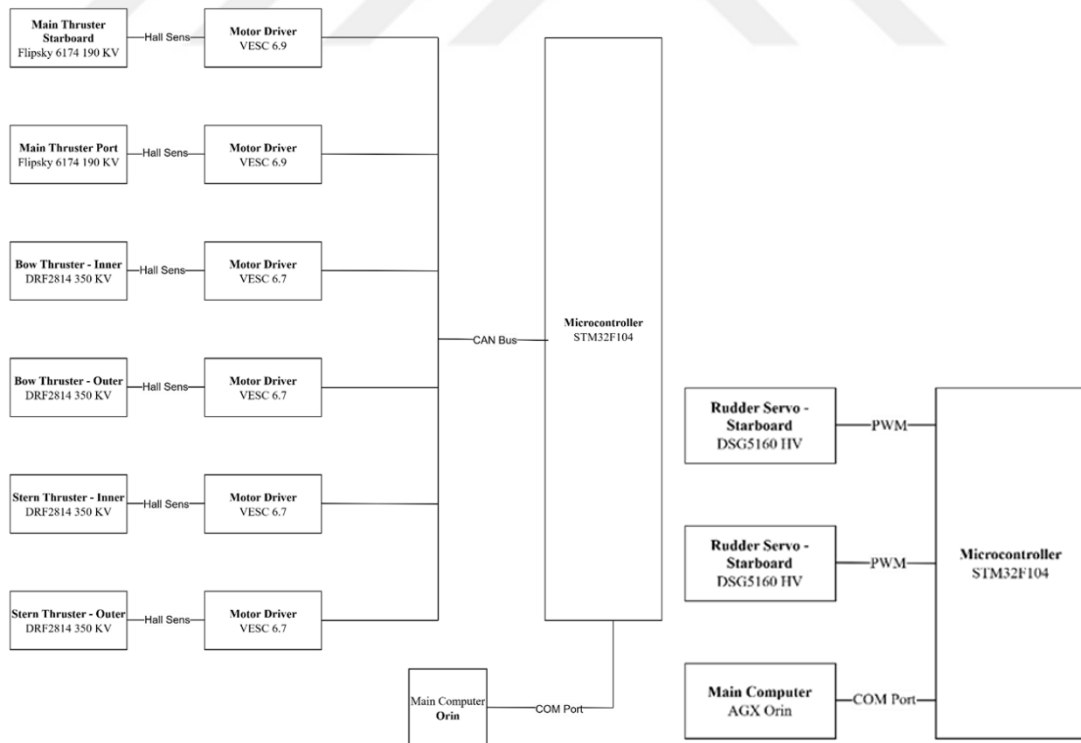 Main Thruster
Starboard
Flipsky 6174 190 KV
Hall Sens
Motor Driver
VESC 6.9
Main Thruster Port
Flipsky 6174 190 KV
Hall Sens
Motor Driver
VESC 6.9
Bow Thruster - Inner
DRF2814 350 KV
Hall Sens
Motor Driver
VESC 6.7
Bow Thruster - Outer
DRF2814 350 KV
Hall Sens
Motor Driver
VESC 6.7
Stern Thruster - Inner
DRF2814 350 KV
Hall Sens
Motor Driver
VESC 6.7
Stern Thruster - Outer
DRF2814 350 KV
Hall Sens
Motor Driver
VESC 6.7
CAN Bus
Microcontroller
STM32F104
Main Computer
Orin
COM Port
Rudder Servo -
Starboard
DSG5160 HV
PWM
Rudder Servo -
Starboard
DSG5160 HV
PWM
Main Computer
AGX Orin
COM Port
Microcontroller
STM32F104